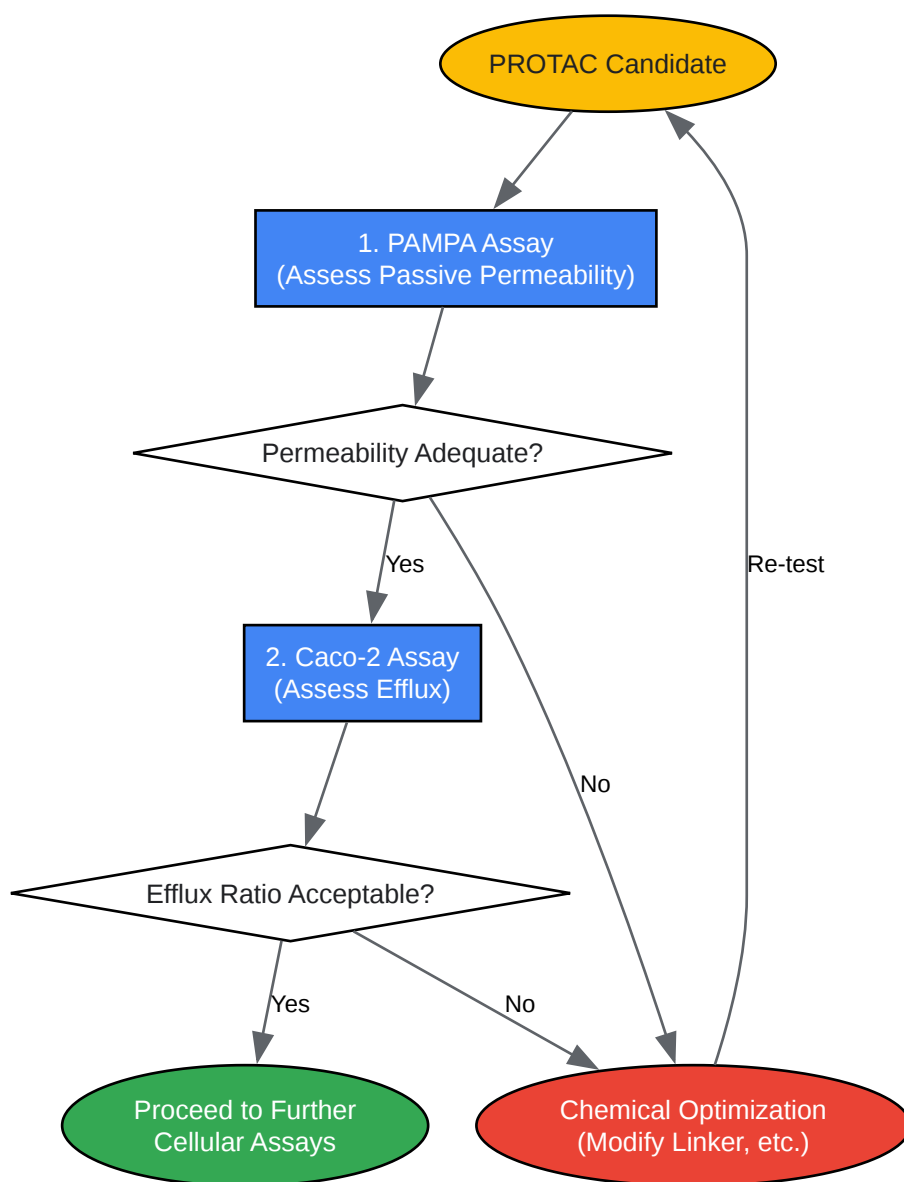 PROTAC Candidate
1. PAMPA Assay
(Assess Passive Permeability)
Permeability Adequate?
Yes
Re-test
2. Caco-2 Assay
(Assess Efflux)
No
Efflux Ratio Acceptable?
Yes
No
Proceed to Further
Cellular Assays
Chemical Optimization
(Modify Linker, etc.)